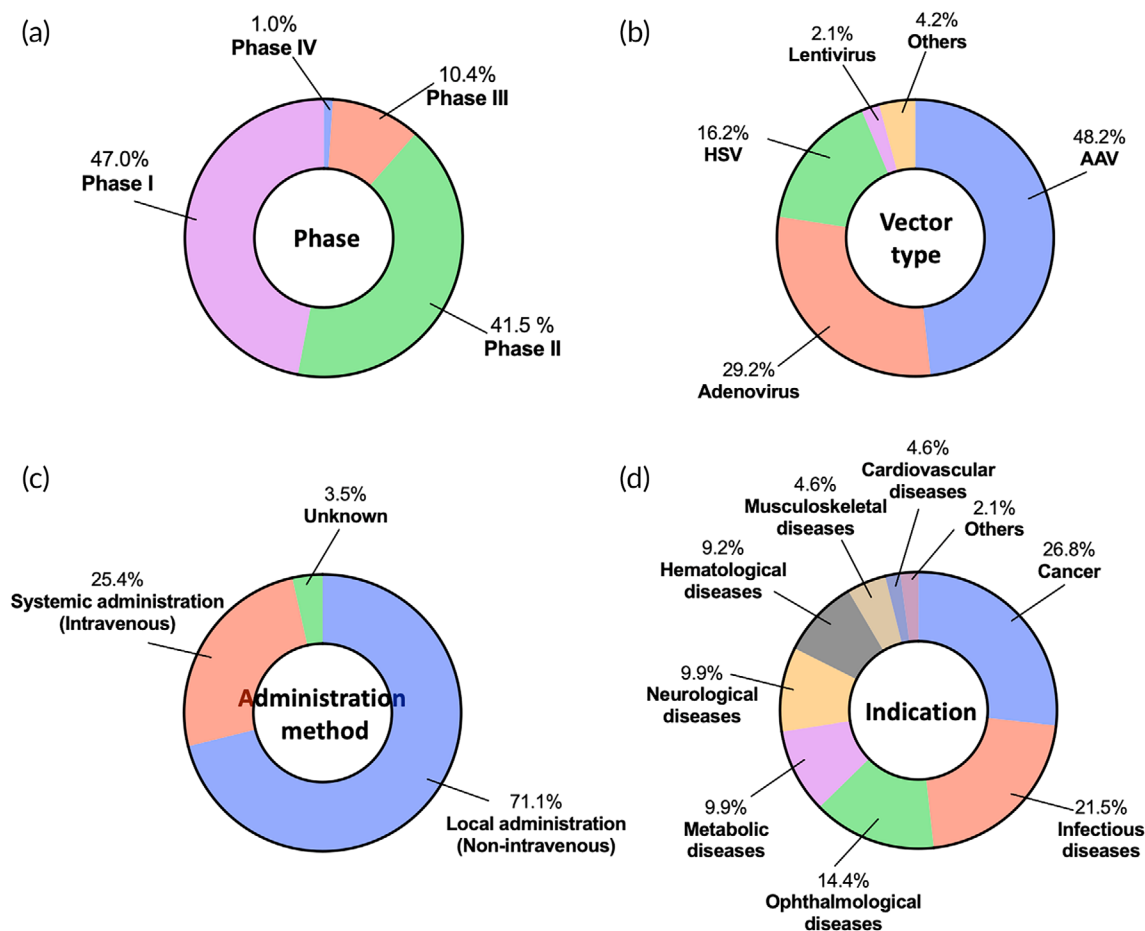 (a)
1.0%
Phase IV
10.4%
Phase III
47.0%
Phase I
Phase
41.5 %
Phase II
(b)
4.2%
Others
2.1%
Lentivirus
16.2%
HSV
48.2%
AAV
Vector
type
29.2%
Adenovirus
(c)
3.5%
Unknown
25.4%
Systemic administration
(Intravenous)
Administration
method
71.1%
Local administration
(Non-intravenous)
(d)
4.6%
Cardiovascular
diseases
4.6%
Musculoskeletal
diseases
2.1%
Others
9.2%
Hematological
diseases
26.8%
Cancer
9.9%
Neurological
diseases
Indication
9.9%
Metabolic
diseases
21.5%
Infectious
diseases
14.4%
Ophthalmological
diseases